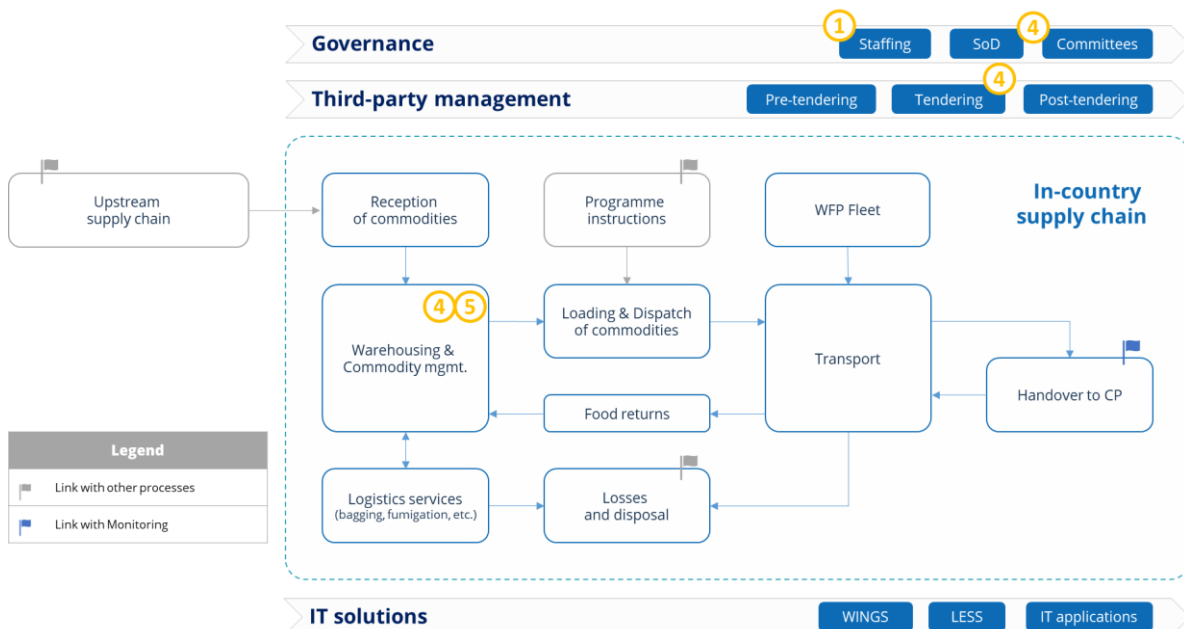 Governance
1
Staffing
SoD
4
Committees
Third-party management
Pre-tendering
Tendering
4
Post-tendering
Upstream
supply chain
Reception
of commodities
Programme
instructions
WFP Fleet
In-country
supply chain
4
5
Warehousing &
Commodity mgmt.
Loading & Dispatch
of commodities
Transport
Handover to CP
Food returns
Legend
Link with other processes
Link with Monitoring
Logistics services
(bagging, fumigation, etc.)
Losses
and disposal
IT solutions
WINGS
LESS
IT applications